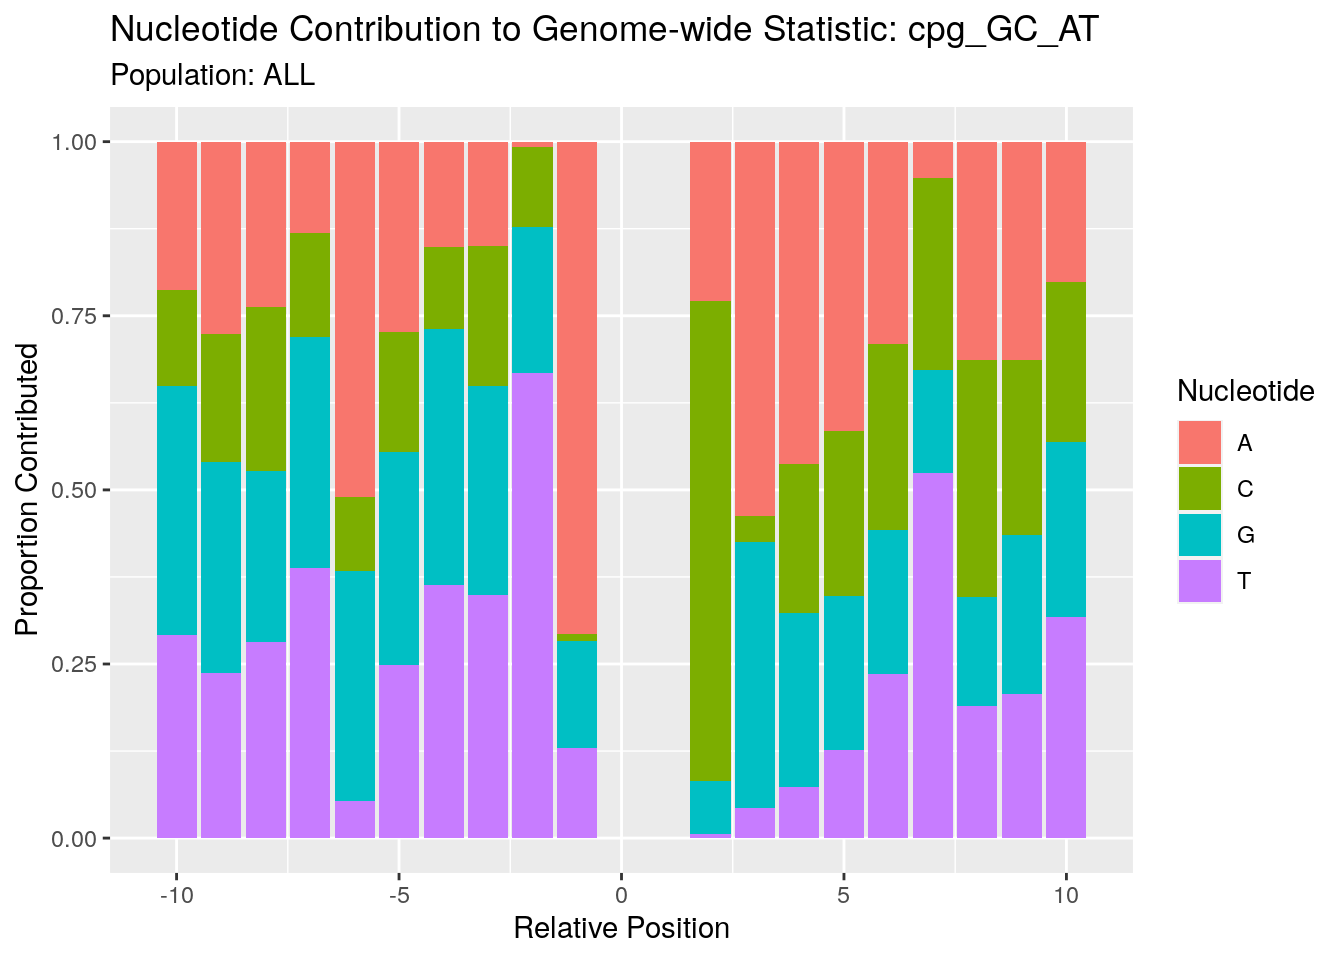 Nucleotide Contribution to Genome-wide Statistic: cpg_GC_AT
Population: ALL
Proportion Contributed
1.00
0.75
0.50
0.25
0.00
-10
-5
0
5
10
Relative Position
Nucleotide
A
C
G
T